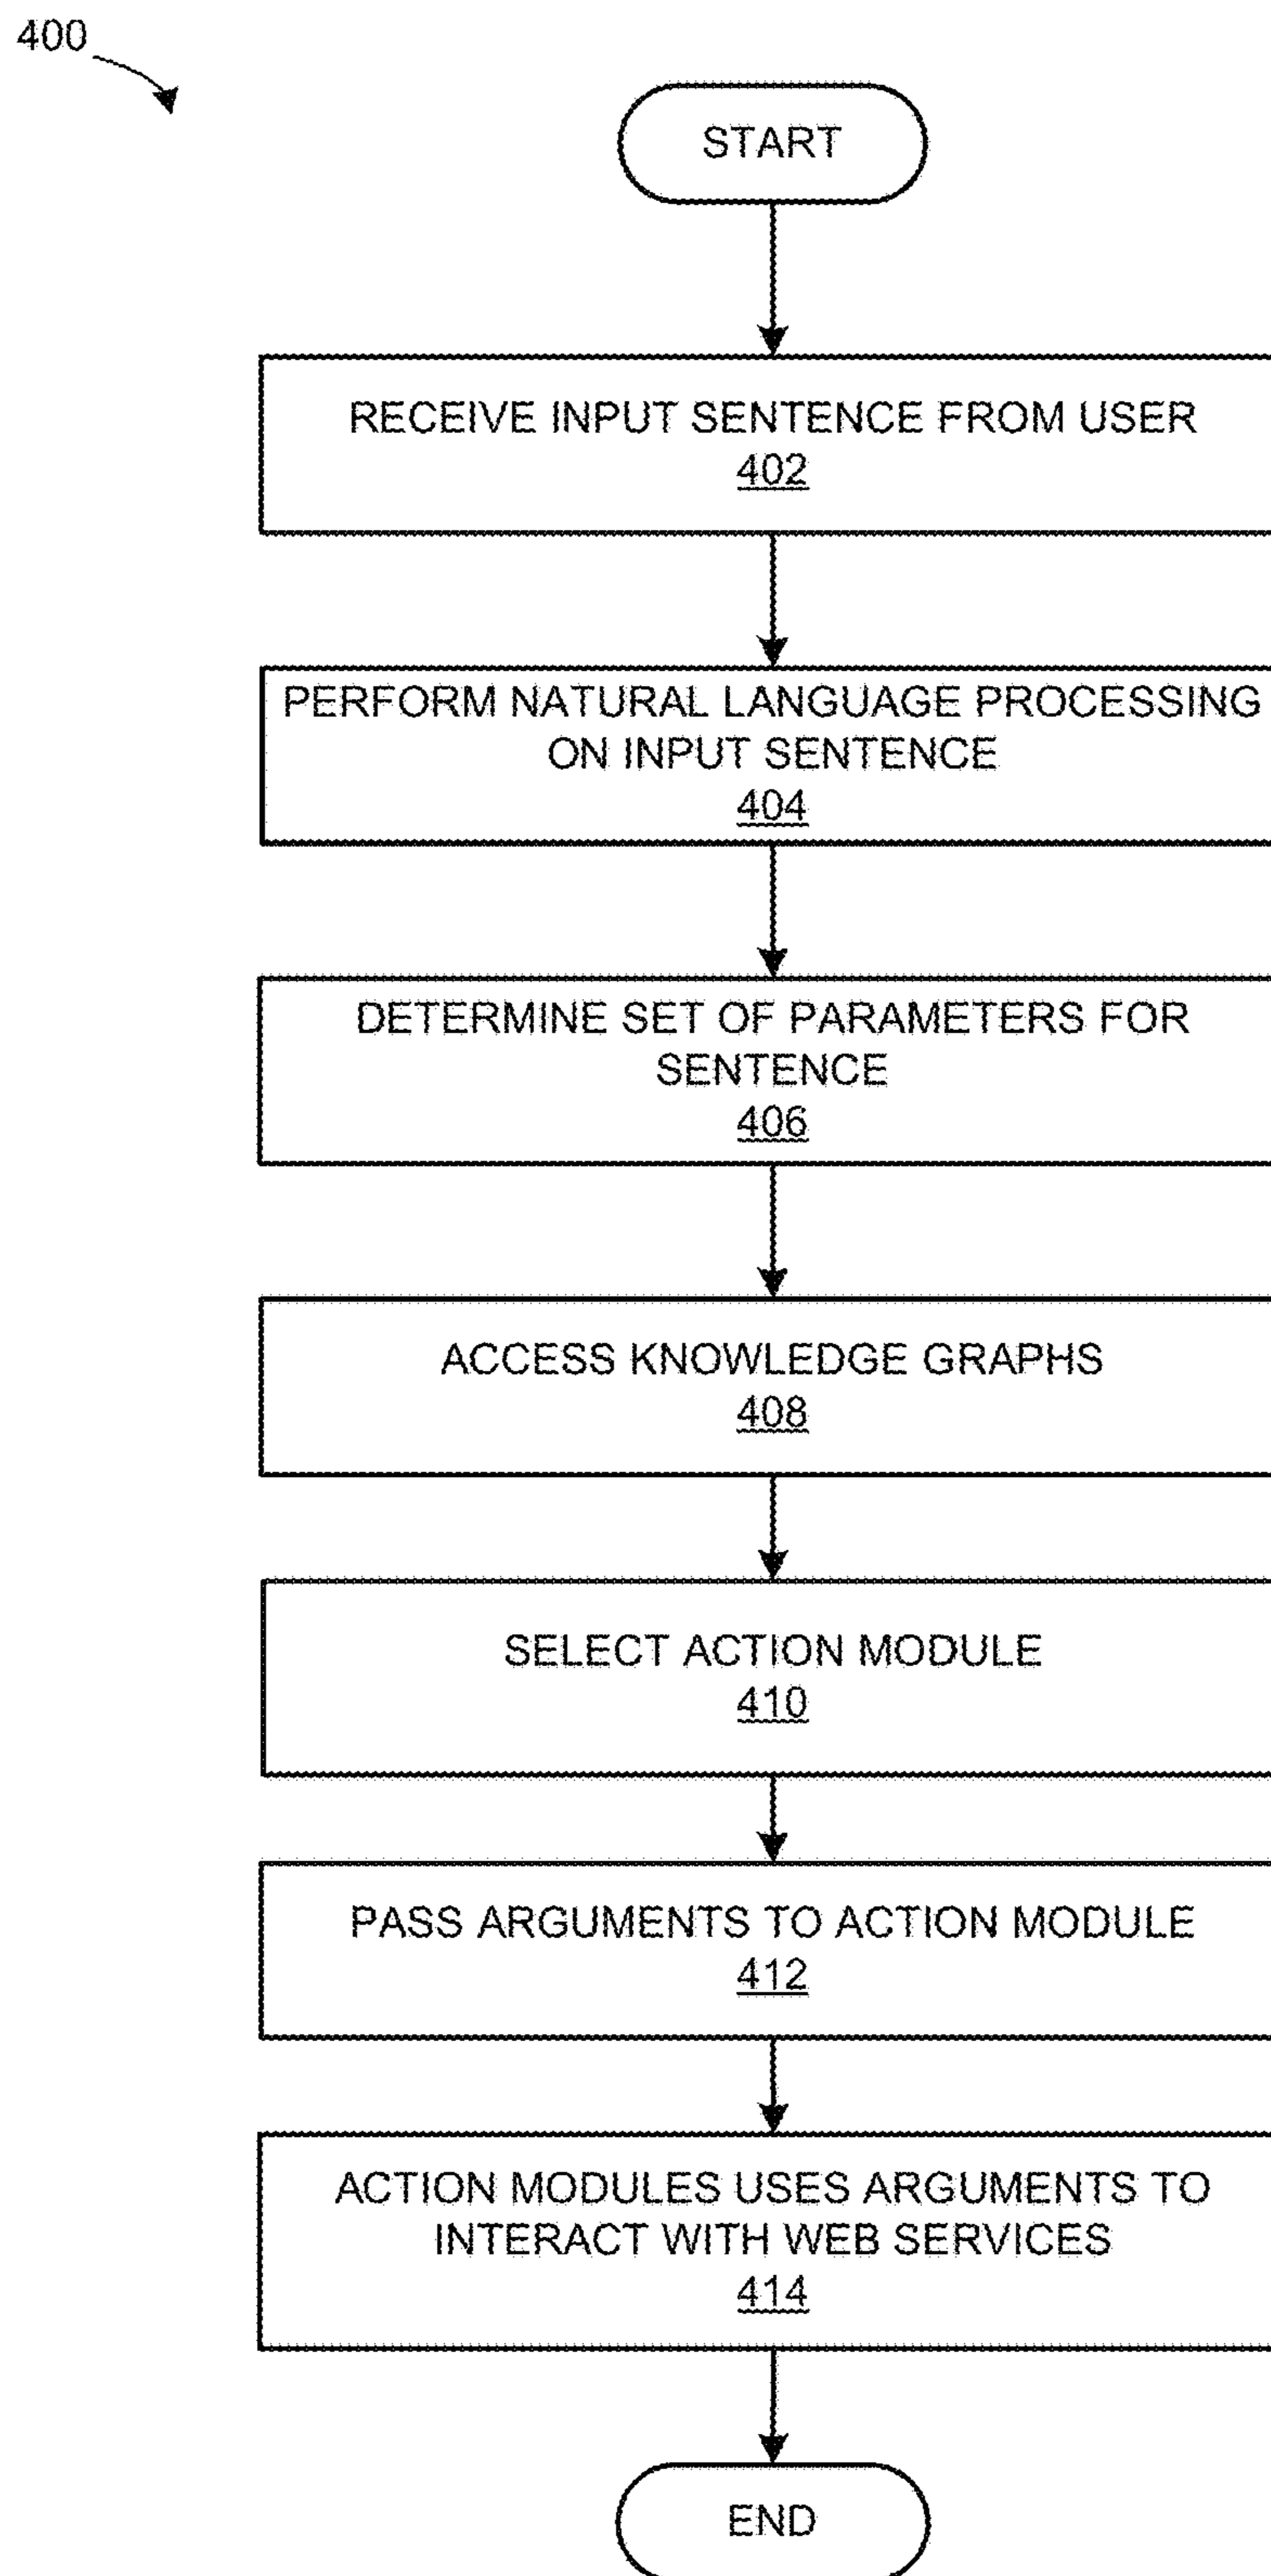 400
START
RECEIVE INPUT SENTENCE FROM USER
402
PERFORM NATURAL LANGUAGE PROCESSING
ON INPUT SENTENCE
404
DETERMINE SET OF PARAMETERS FOR
SENTENCE
406
ACCESS KNOWLEDGE GRAPHS
408
SELECT ACTION MODULE
410
PASS ARGUMENTS TO ACTION MODULE
412
ACTION MODULES USES ARGUMENTS TO
INTERACT WITH WEB SERVICES
414
END